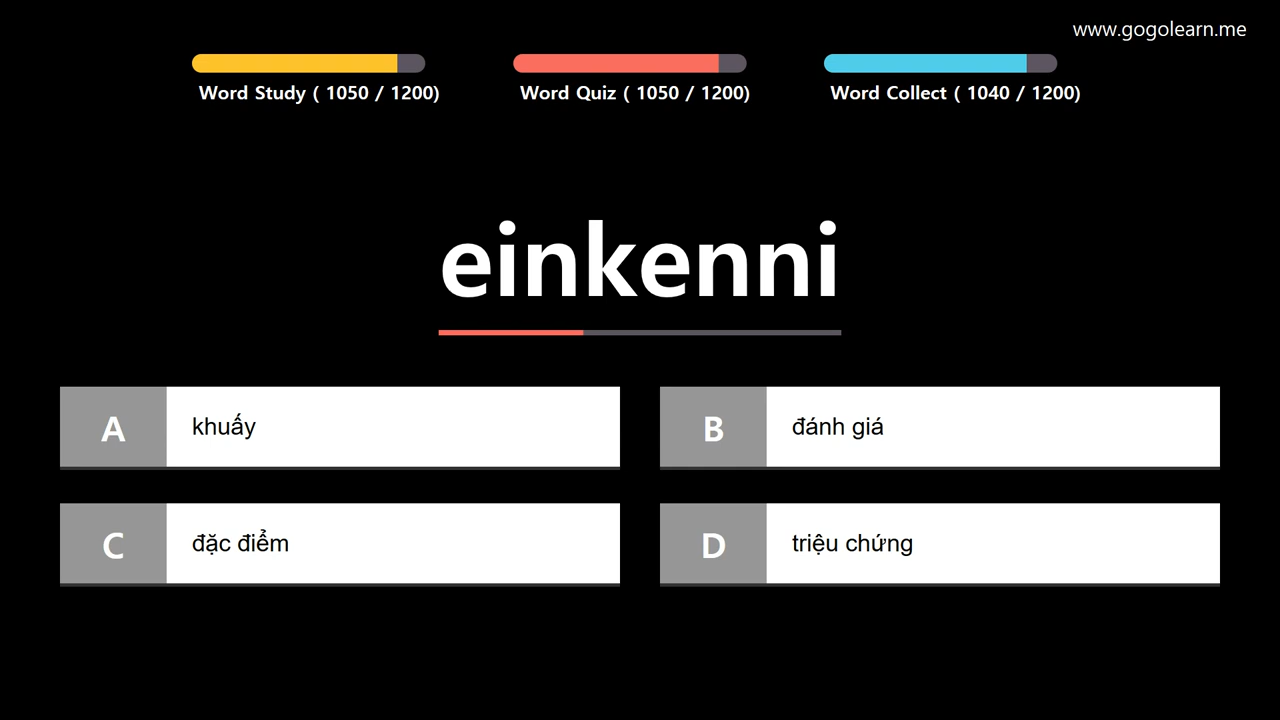 www.gogolearn.me
Word Study ( 1050 / 1200)
Word Quiz ( 1050 / 1200)
Word Collect ( 1040 / 1200)
einkenni
A khuấy
B đánh giá
C đặc điểm
D triệu chứng